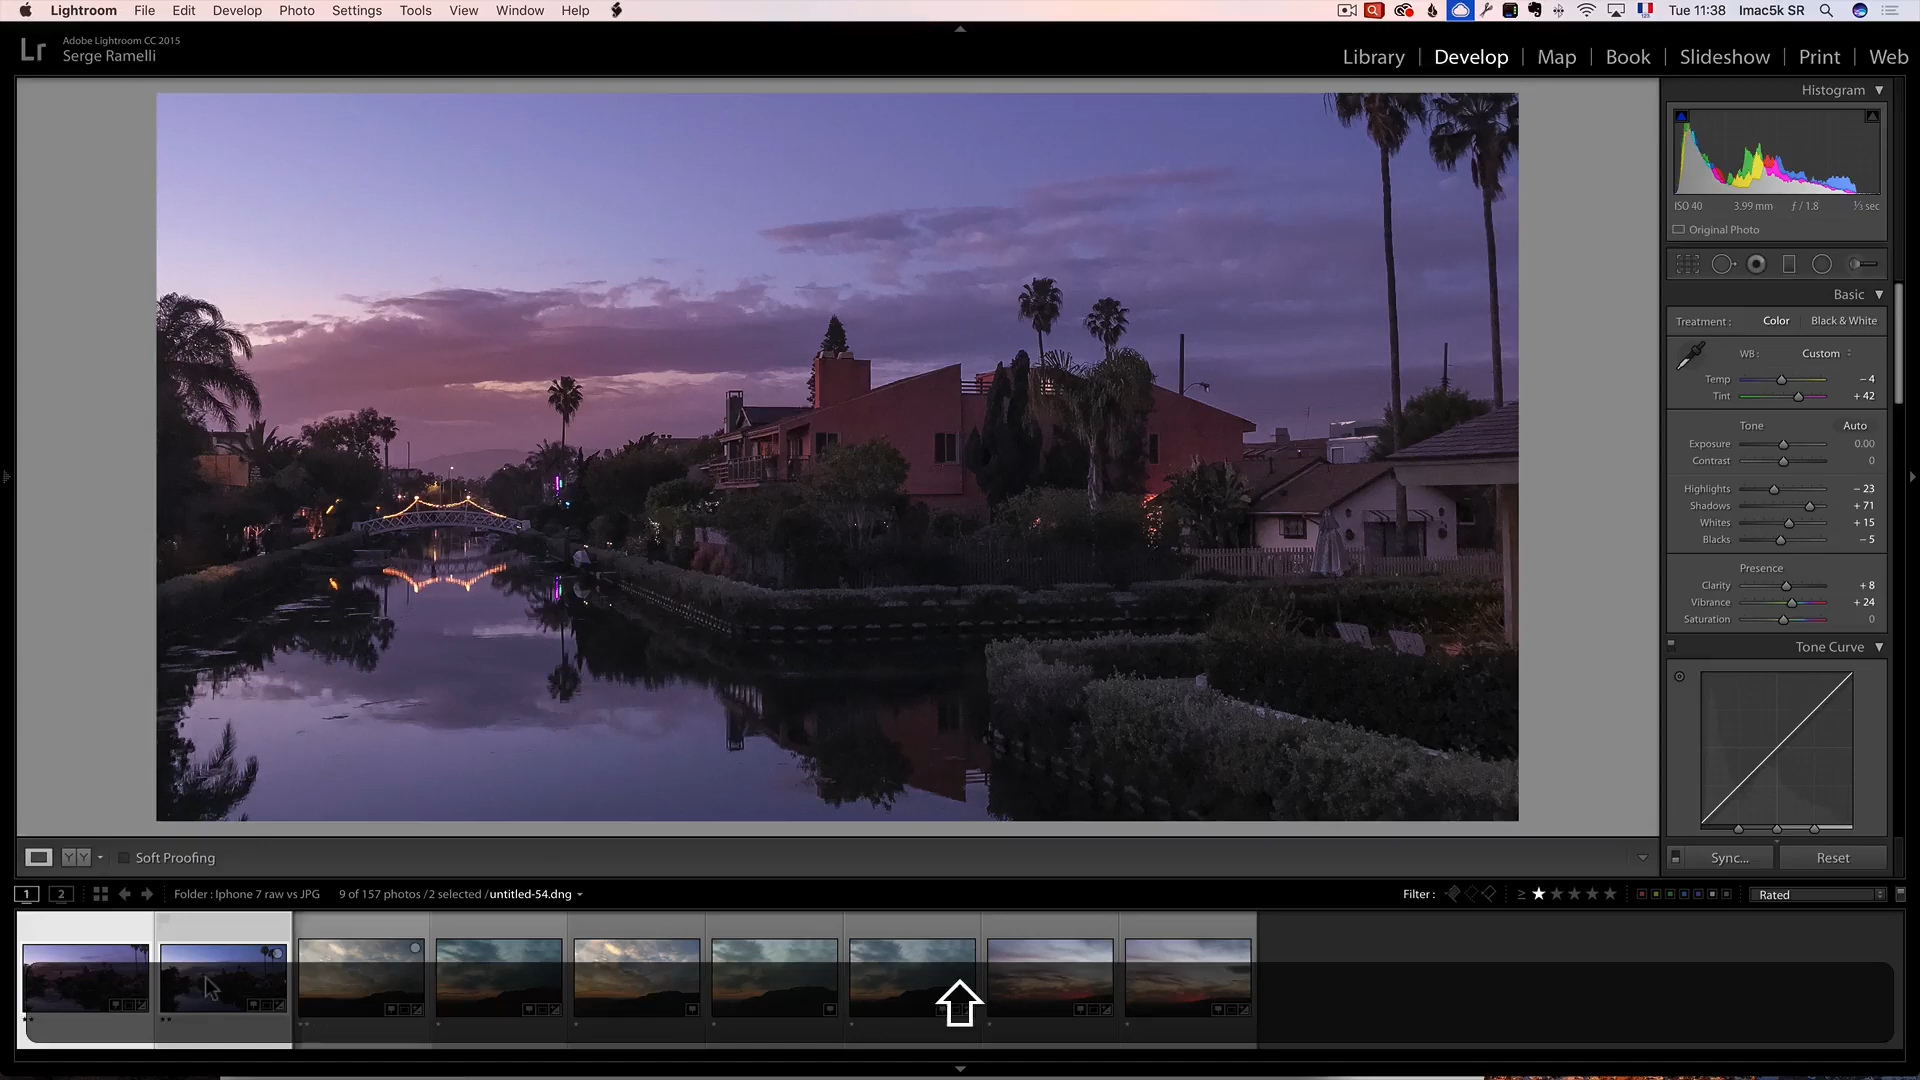 Lightroom File Edit Develop Photo Settings Tools View Window Help Tue 11:38 Imac5k SR
Lr Adobe Lightroom CC 2015
Serge Ramelli
Library | Develop | Map | Book | Slideshow | Print | Web
Histogram
ISO 40 3.99 mm ƒ / 1.8 ⅓ sec
Original Photo
Basic
Treatment : Color Black & White
WB : Custom
Temp − 4
Tint + 42
Tone Auto
Exposure 0.00
Contrast 0
Highlights − 23
Shadows + 71
Whites + 15
Blacks − 5
Presence
Clarity + 8
Vibrance + 24
Saturation 0
Tone Curve
YY Soft Proofing Sync... Reset
1 2 Folder : Iphone 7 raw vs JPG 9 of 157 photos /2 selected /untitled-54.dng Filter : ≥ Rated